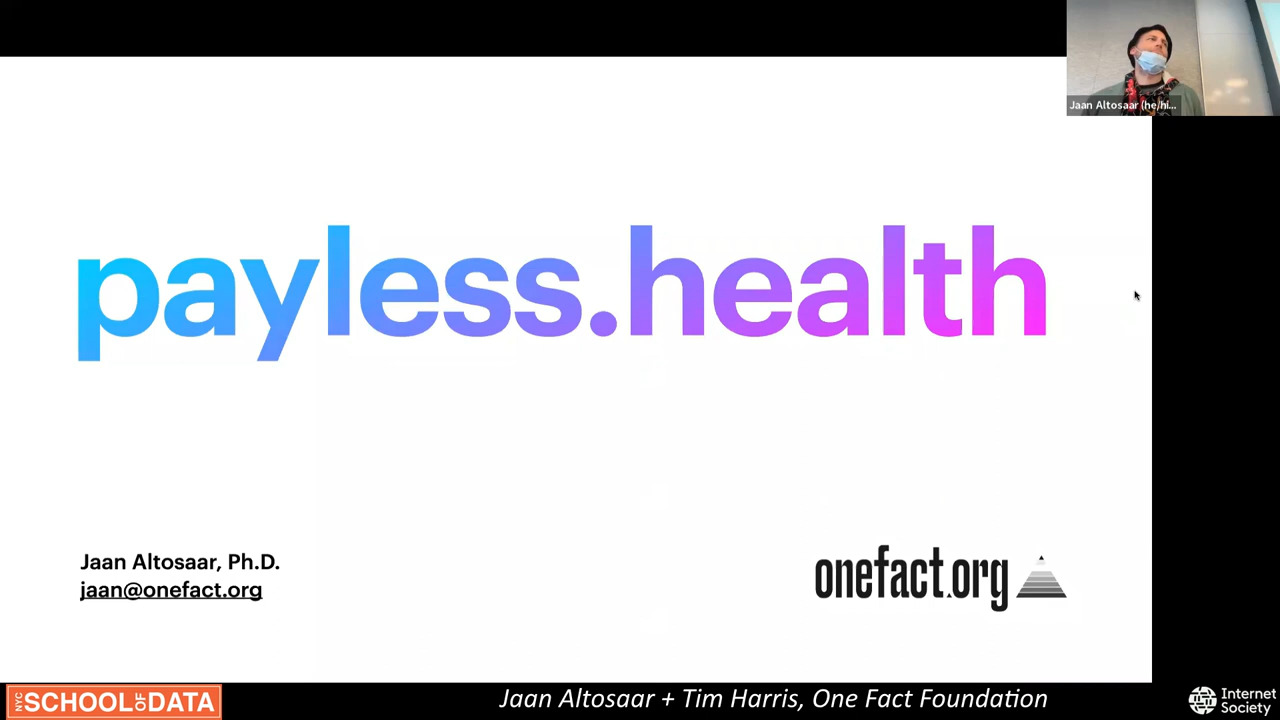 Jaan Altosaar (he/hi...
payless.health
Jaan Altosaar, Ph.D.
jaan@onefact.org
onefact.org
NYC SCHOOL OF DATA
Jaan Altosaar + Tim Harris, One Fact Foundation
Internet
Society